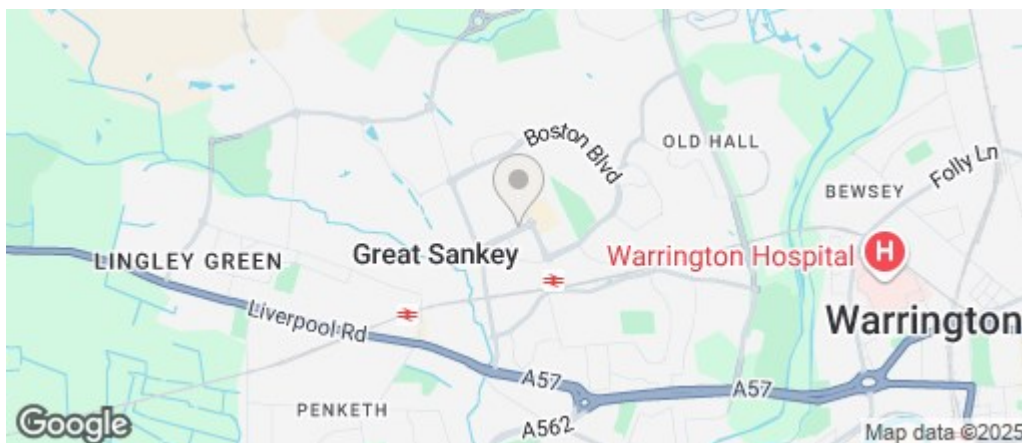 Boston Blvd
OLD HALL
Folly Ln
BEWSEY
Great Sankey
Warrington Hospital
H
LINGLEY GREEN
Liverpool Rd
Warrington
A57
A57
PENKETH
A562
Google
Map data ©2025